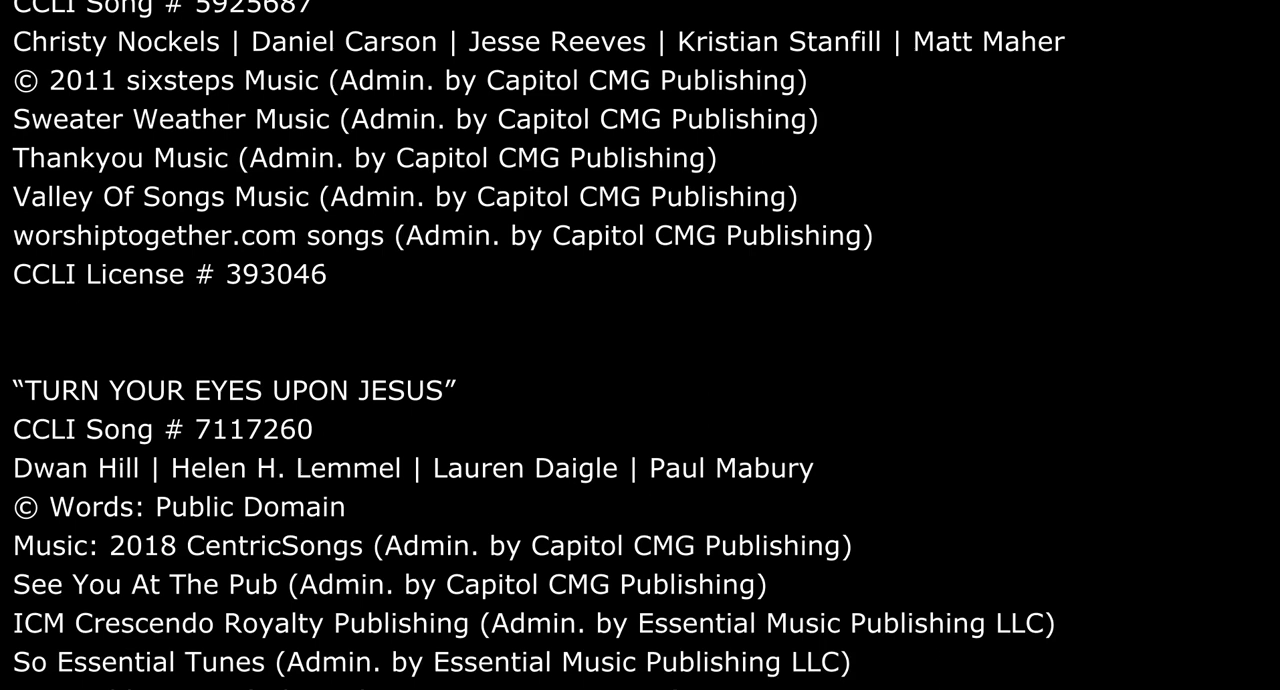 CCLI Song # 5925687
Christy Nockels | Daniel Carson | Jesse Reeves | Kristian Stanfill | Matt Maher
© 2011 sixsteps Music (Admin. by Capitol CMG Publishing)
Sweater Weather Music (Admin. by Capitol CMG Publishing)
Thankyou Music (Admin. by Capitol CMG Publishing)
Valley Of Songs Music (Admin. by Capitol CMG Publishing)
worshiptogether.com songs (Admin. by Capitol CMG Publishing)
CCLI License # 393046
“TURN YOUR EYES UPON JESUS”
CCLI Song # 7117260
Dwan Hill | Helen H. Lemmel | Lauren Daigle | Paul Mabury
© Words: Public Domain
Music: 2018 CentricSongs (Admin. by Capitol CMG Publishing)
See You At The Pub (Admin. by Capitol CMG Publishing)
ICM Crescendo Royalty Publishing (Admin. by Essential Music Publishing LLC)
So Essential Tunes (Admin. by Essential Music Publishing LLC)